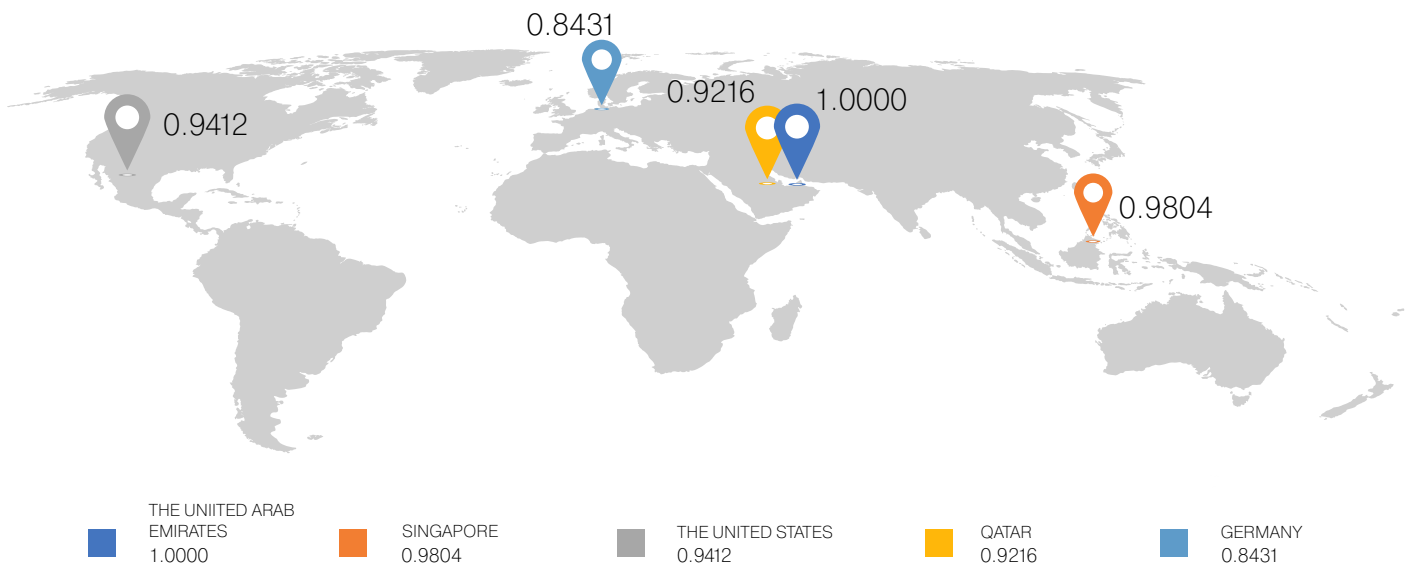 0.8431
0.9216
1.0000
0.9412
0.9804
THE UNIITED ARAB
EMIRATES
1.0000
SINGAPORE
0.9804
THE UNITED STATES
0.9412
QATAR
0.9216
GERMANY
0.8431